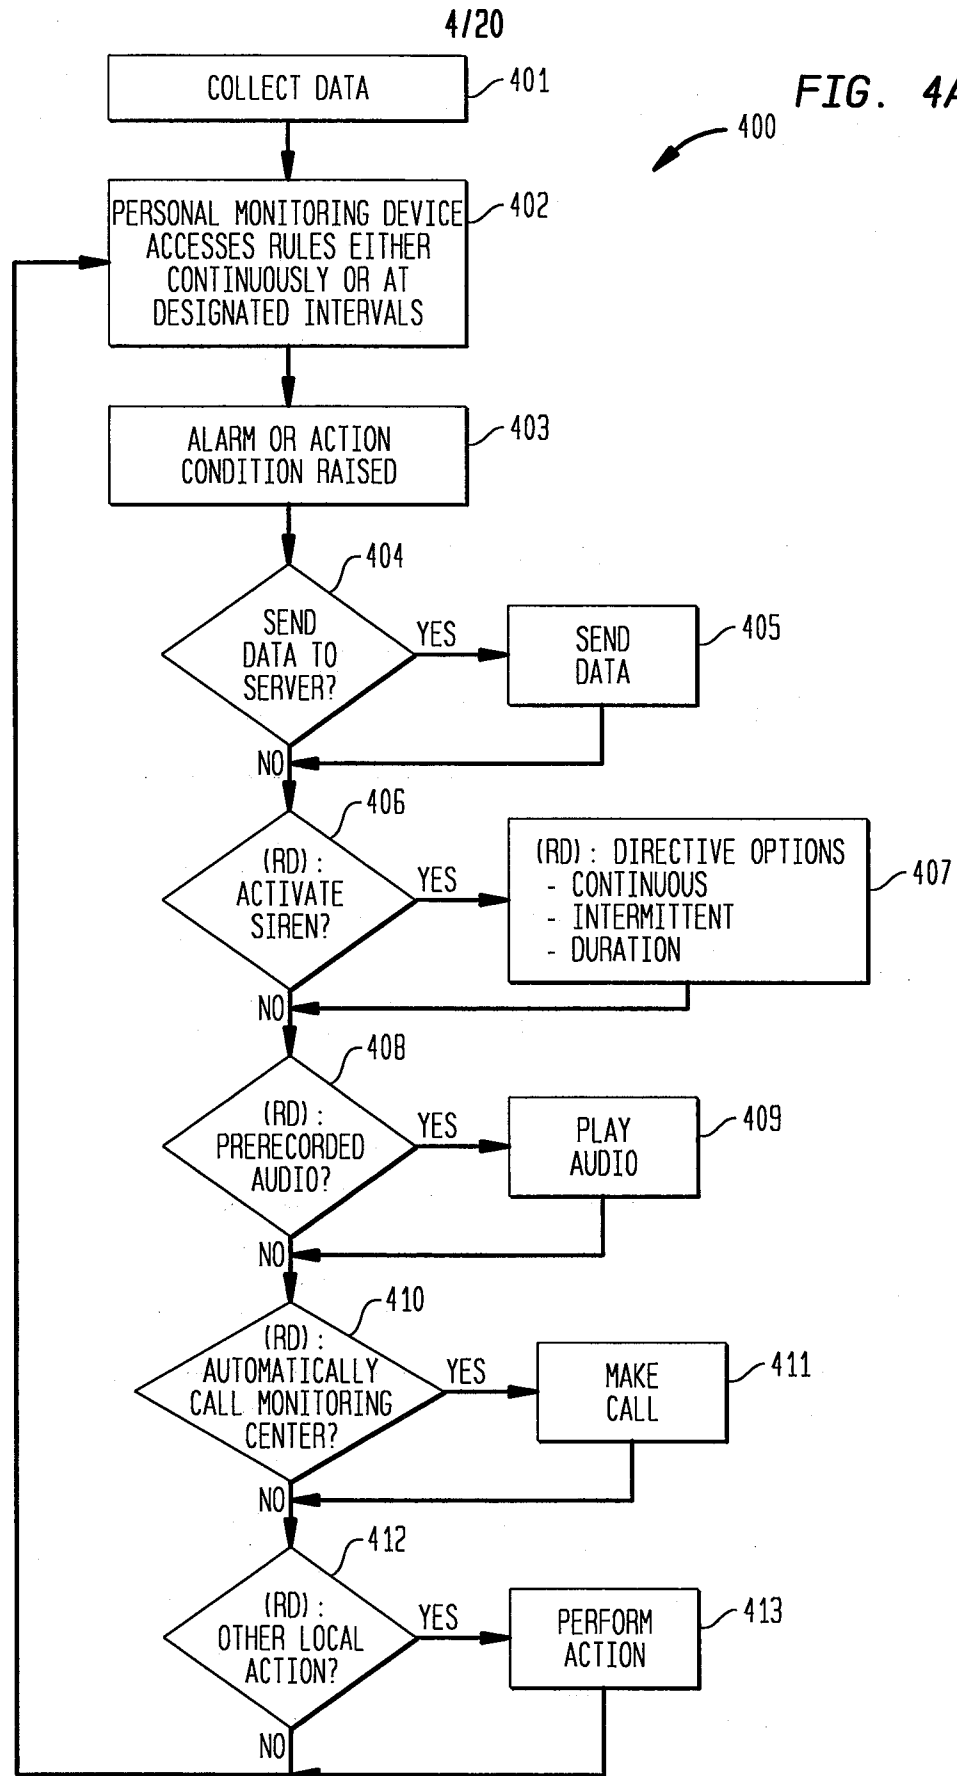 4/20
FIG. 4A
400
COLLECT DATA
401
PERSONAL MONITORING DEVICE
ACCESSES RULES EITHER
CONTINUOUSLY OR AT
DESIGNATED INTERVALS
402
ALARM OR ACTION
CONDITION RAISED
403
SEND
DATA TO
SERVER?
404
YES
SEND
DATA
405
NO
(RD):
ACTIVATE
SIREN?
406
YES
(RD): DIRECTIVE OPTIONS
- CONTINUOUS
- INTERMITTENT
- DURATION
407
NO
(RD):
PRERECORDED
AUDIO?
408
YES
PLAY
AUDIO
409
NO
(RD):
AUTOMATICALLY
CALL MONITORING
CENTER?
410
YES
MAKE
CALL
411
NO
(RD):
OTHER LOCAL
ACTION?
412
YES
PERFORM
ACTION
413
NO